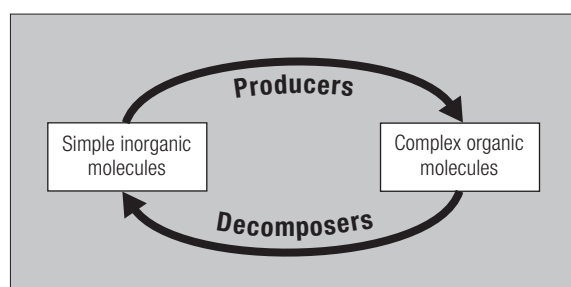 Producers
Simple inorganic
molecules
Complex organic
molecules
Decomposers